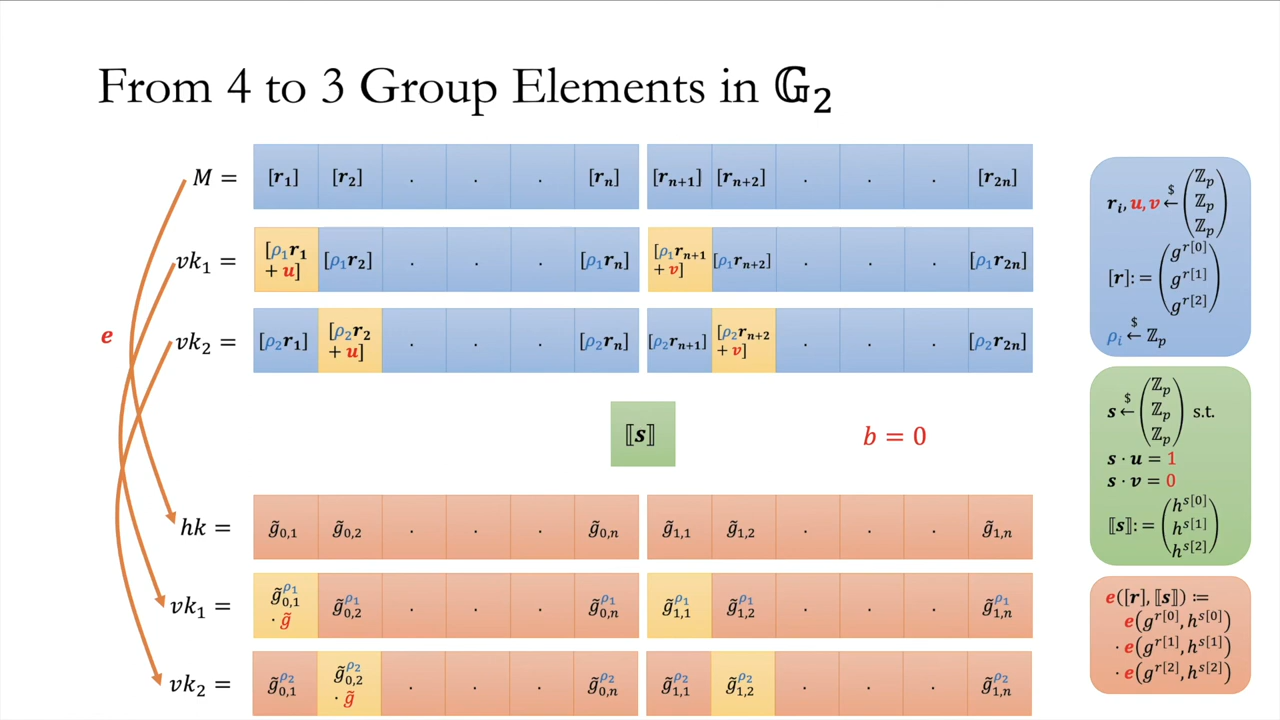 From 4 to 3 Group Elements in 𝔾₂
M = [r₁] [r₂] . . . [rₙ] [rₙ₊₁] [rₙ₊₂] . . . [r₂ₙ]
vk₁ = [ρ₁r₁ + u] [ρ₁r₂] . . . [ρ₁rₙ] [ρ₁rₙ₊₁ + v] [ρ₁rₙ₊₂] . . . [ρ₁r₂ₙ]
e
vk₂ = [ρ₂r₁] [ρ₂r₂ + u] . . . [ρ₂rₙ] [ρ₂rₙ₊₁] [ρ₂rₙ₊₂ + v] . . . [ρ₂r₂ₙ]
⟦s⟧ b = 0
hk = g̃_{0,1} g̃_{0,2} . . . g̃_{0,n} g̃_{1,1} g̃_{1,2} . . . g̃_{1,n}
vk₁ = g̃_{0,1}^{ρ₁} · g̃ g̃_{0,2}^{ρ₁} . . . g̃_{0,n}^{ρ₁} g̃_{1,1}^{ρ₁} g̃_{1,2}^{ρ₁} . . . g̃_{1,n}^{ρ₁}
vk₂ = g̃_{0,1}^{ρ₂} g̃_{0,2}^{ρ₂} · g̃ . . . g̃_{0,n}^{ρ₂} g̃_{1,1}^{ρ₂} g̃_{1,2}^{ρ₂} . . . g̃_{1,n}^{ρ₂}
rᵢ, u, v ←$ (ℤₚ ℤₚ ℤₚ)
[r] := (g^{r[0]} g^{r[1]} g^{r[2]})
ρᵢ ←$ ℤₚ
s ←$ (ℤₚ ℤₚ ℤₚ) s.t.
s · u = 1
s · v = 0
⟦s⟧ := (h^{s[0]} h^{s[1]} h^{s[2]})
e([r], ⟦s⟧) ≔
e(g^{r[0]}, h^{s[0]})
· e(g^{r[1]}, h^{s[1]})
· e(g^{r[2]}, h^{s[2]})